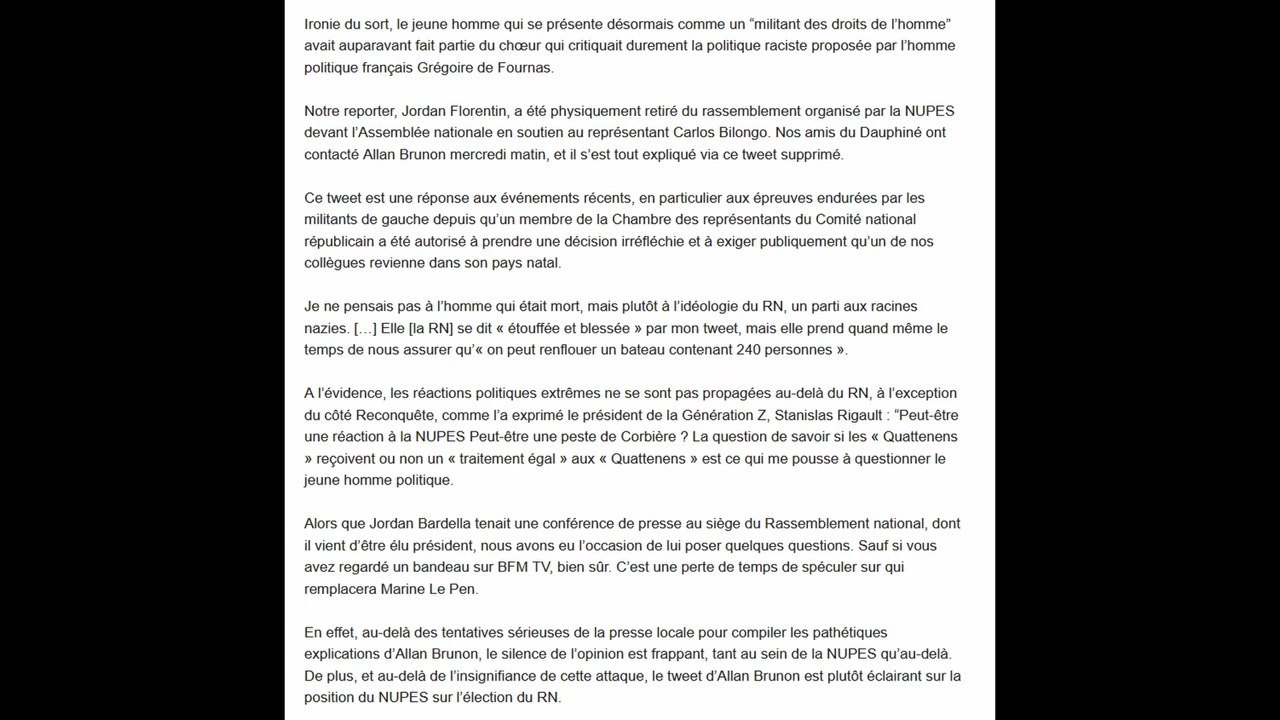 Ironie du sort, le jeune homme qui se présente désormais comme un “militant des droits de l’homme”
avait auparavant fait partie du chœur qui critiquait durement la politique raciste proposée par l’homme
politique français Grégoire de Fournas.
Notre reporter, Jordan Florentin, a été physiquement retiré du rassemblement organisé par la NUPES
devant l’Assemblée nationale en soutien au représentant Carlos Bilongo. Nos amis du Dauphiné ont
contacté Allan Brunon mercredi matin, et il s’est tout expliqué via ce tweet supprimé.
Ce tweet est une réponse aux événements récents, en particulier aux épreuves endurées par les
militants de gauche depuis qu’un membre de la Chambre des représentants du Comité national
républicain a été autorisé à prendre une décision irréfléchie et à exiger publiquement qu’un de nos
collègues revienne dans son pays natal.
Je ne pensais pas à l’homme qui était mort, mais plutôt à l’idéologie du RN, un parti aux racines
nazies. […] Elle [la RN] se dit « étouffée et blessée » par mon tweet, mais elle prend quand même le
temps de nous assurer qu’« on peut renflouer un bateau contenant 240 personnes ».
A l’évidence, les réactions politiques extrêmes ne se sont pas propagées au-delà du RN, à l’exception
du côté Reconquête, comme l’a exprimé le président de la Génération Z, Stanislas Rigault : “Peut-être
une réaction à la NUPES Peut-être une peste de Corbière ? La question de savoir si les « Quattenens
» reçoivent ou non un « traitement égal » aux « Quattenens » est ce qui me pousse à questionner le
jeune homme politique.
Alors que Jordan Bardella tenait une conférence de presse au siège du Rassemblement national, dont
il vient d’être élu président, nous avons eu l’occasion de lui poser quelques questions. Sauf si vous
avez regardé un bandeau sur BFM TV, bien sûr. C’est une perte de temps de spéculer sur qui
remplacera Marine Le Pen.
En effet, au-delà des tentatives sérieuses de la presse locale pour compiler les pathétiques
explications d’Allan Brunon, le silence de l’opinion est frappant, tant au sein de la NUPES qu’au-delà.
De plus, et au-delà de l’insignifiance de cette attaque, le tweet d’Allan Brunon est plutôt éclairant sur la
position du NUPES sur l’élection du RN.